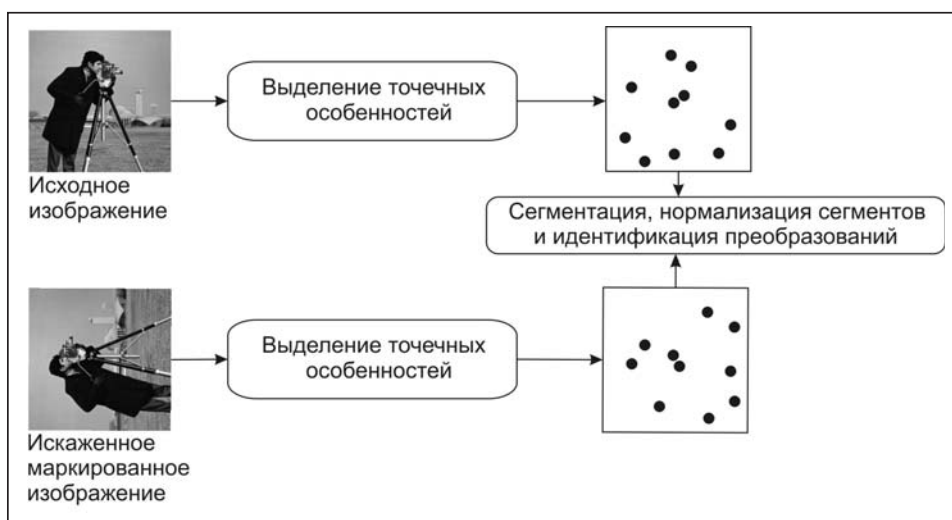 Выделение точечных
особенностей
Исходное
изображение
Сегментация, нормализация сегментов
и идентификация преобразований
Выделение точечных
особенностей
Искаженное
маркированное
изображение